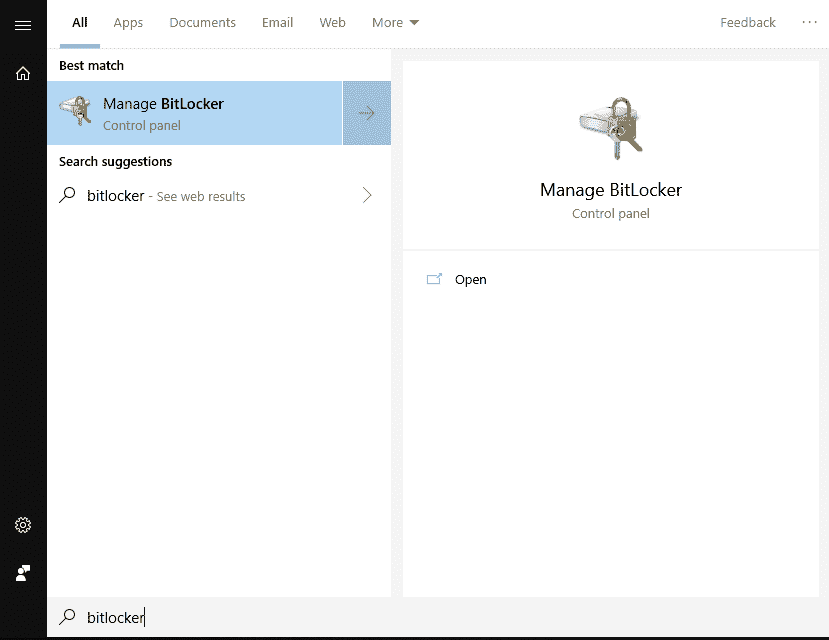 All Apps Documents Email Web More Feedback ···
Best match
Manage BitLocker
Control panel
Search suggestions
bitlocker - See web results
Manage BitLocker
Control panel
Open
bitlocker